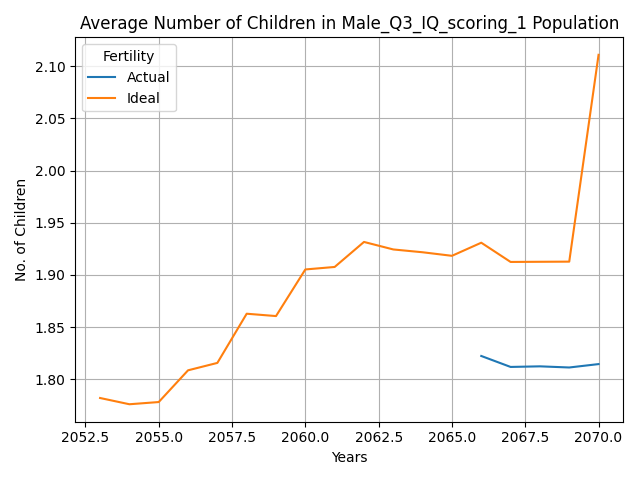 Average Number of Children in Male_Q3_IQ_scoring_1 Population
Fertility
Actual
Ideal
No. of Children
2.10
2.05
2.00
1.95
1.90
1.85
1.80
2052.5 2055.0 2057.5 2060.0 2062.5 2065.0 2067.5 2070.0
Years